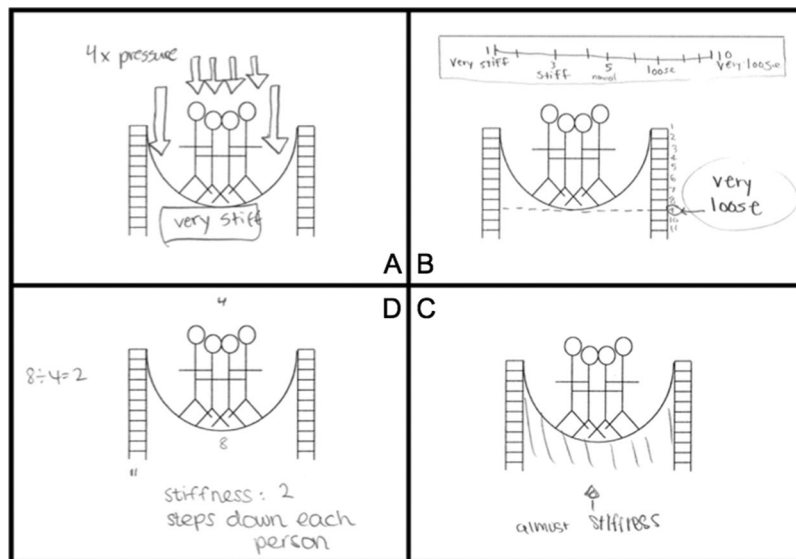 4x pressure
very stiff
A
B
1 10
very stiff 3 5 loose very loose
stiff
1
2
3
4
5
6
7
8
9
10
11
very
loose
D
4
8÷4=2
8
11
stiffness: 2
steps down each
person
C
almost stiffness